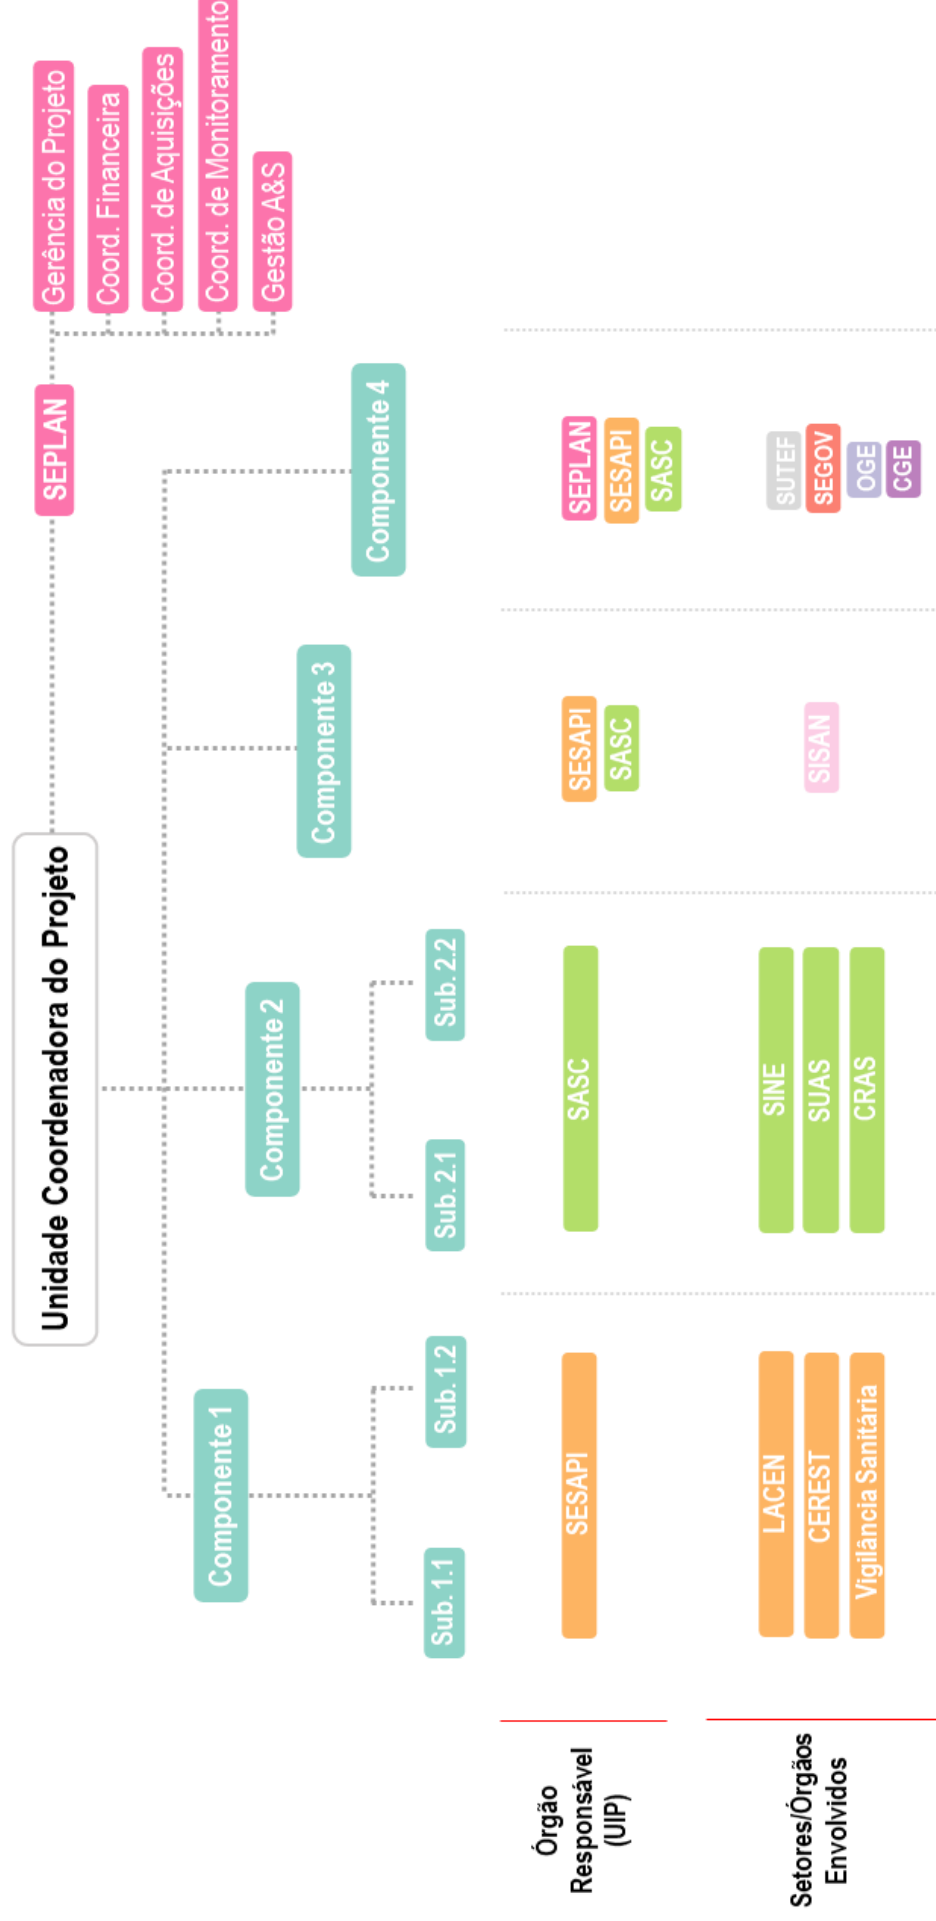 Unidade Coordenadora do Projeto
SEPLAN
Gerência do Projeto
Coord. Financeira
Coord. de Aquisições
Coord. de Monitoramento
Gestão A&S
Componente 1
Componente 2
Componente 3
Componente 4
Sub. 1.1
Sub. 1.2
Sub. 2.1
Sub. 2.2
Órgão
Responsável
(UIP)
SESAPI
SASC
SESAPI
SASC
SEPLAN
SESAPI
SASC
Setores/Órgãos
Envolvidos
LACEN
CEREST
Vigilância Sanitária
SINE
SUAS
CRAS
SISAN
SUTEF
SEGOV
OGE
CGE